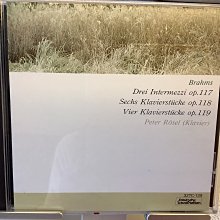 Brahms
Drei Intermezzi op.117
Sechs Klavierstücke op.118
Vier Klavierstücke op.119
Peter Rösel (Klavier)